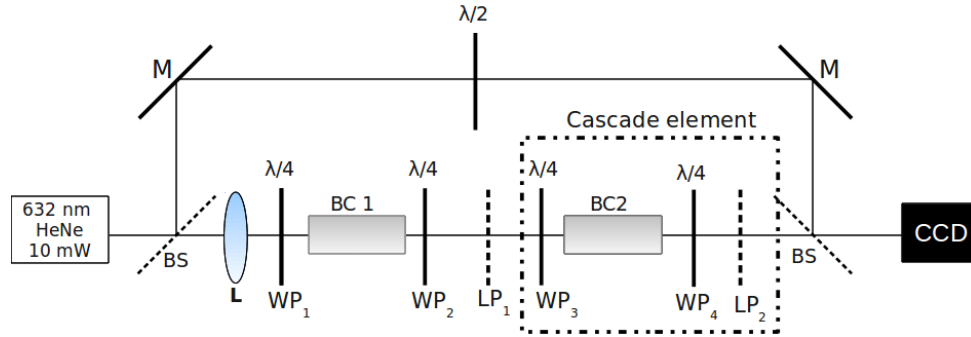 λ/2
M
M
Cascade element
λ/4
λ/4
λ/4
λ/4
632 nm
HeNe
10 mW
BC 1
BC2
CCD
BS
BS
L
WP₁
WP₂
LP₁
WP₃
WP₄
LP₂